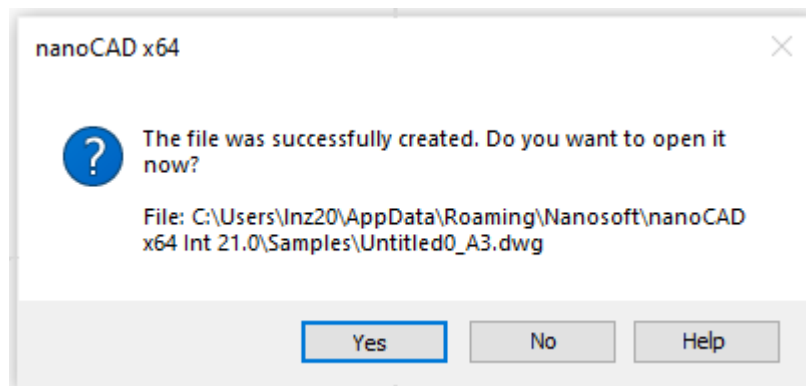 nanoCAD x64
The file was successfully created. Do you want to open it
now?
File: C:\Users\Inz20\AppData\Roaming\Nanosoft\nanoCAD
x64 Int 21.0\Samples\Untitled0_A3.dwg
Yes No Help